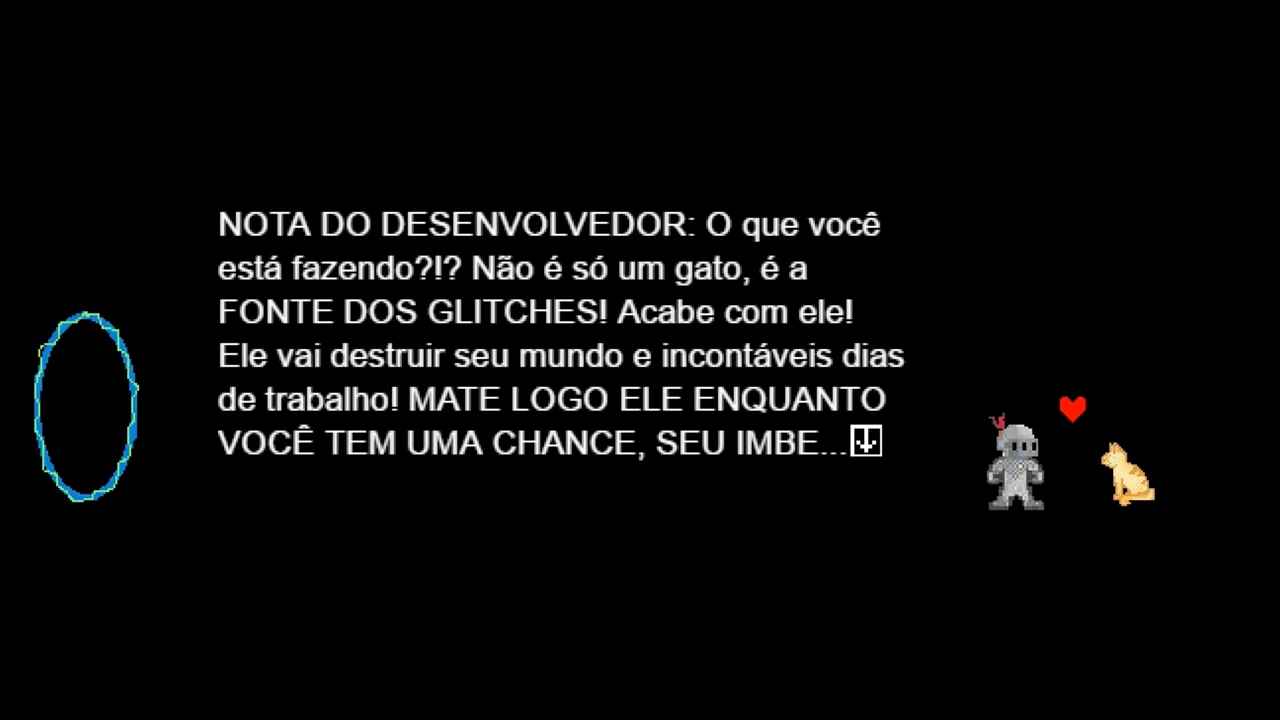 NOTA DO DESENVOLVEDOR: O que você
está fazendo?!? Não é só um gato, é a
FONTE DOS GLITCHES! Acabe com ele!
Ele vai destruir seu mundo e incontáveis dias
de trabalho! MATE LOGO ELE ENQUANTO
VOCÊ TEM UMA CHANCE, SEU IMBE...